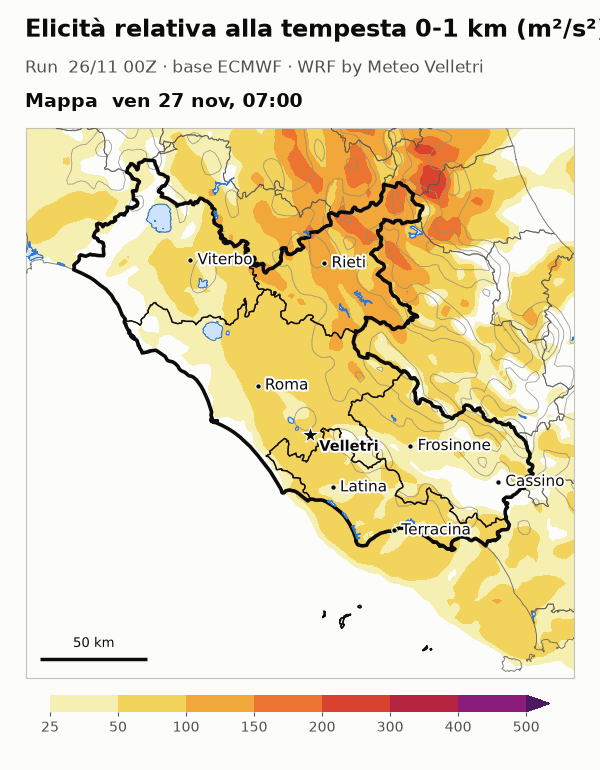 Elicità relativa alla tempesta 0-1 km (m²/s²)
Run  26/11 00Z · base ECMWF · WRF by Meteo Velletri
Mappa  ven 27 nov, 07:00
Viterbo
Rieti
Roma
Velletri
Frosinone
Latina
Cassino
Terracina
50 km
25 50 100 150 200 300 400 500